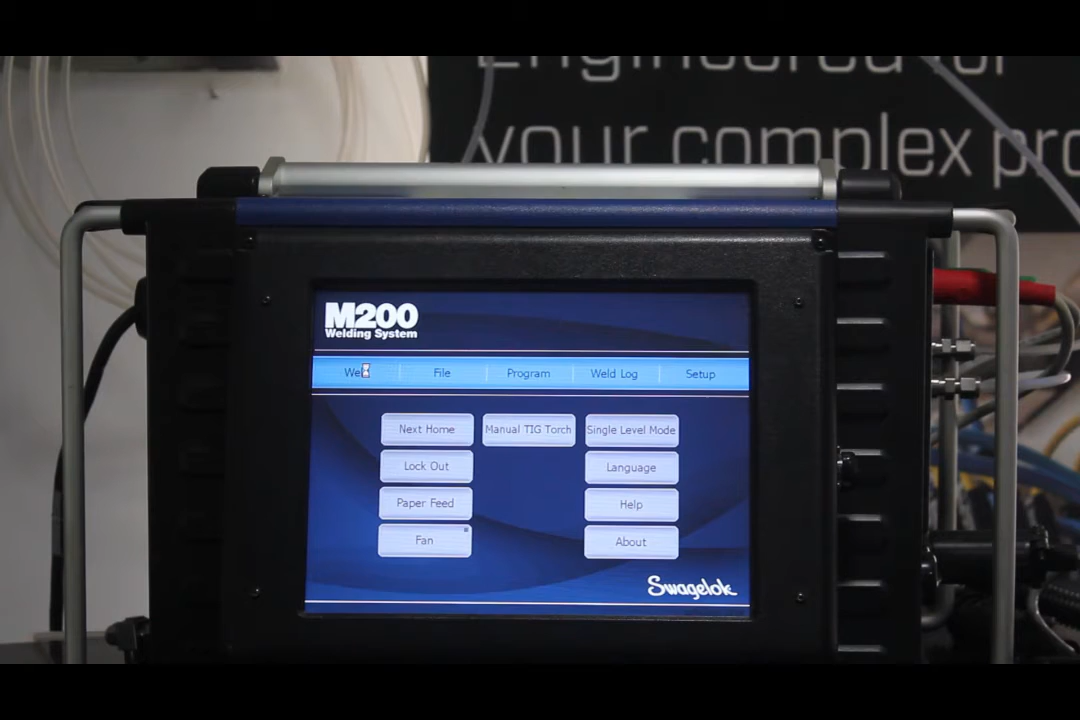 Engineered for
your complex pro
M200
Welding System
Wel
File
Program
Weld Log
Setup
Next Home
Manual TIG Torch
Single Level Mode
Lock Out
Language
Paper Feed
Help
Fan
About
Swagelok